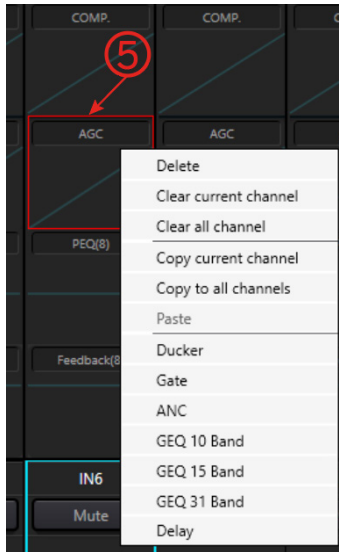 COMP.
COMP.
⑤
AGC
AGC
Delete
Clear current channel
Clear all channel
PEQ(8)
Copy current channel
Copy to all channels
Paste
Feedback(8
Ducker
Gate
ANC
GEQ 10 Band
GEQ 15 Band
IN6
GEQ 31 Band
Mute
Delay